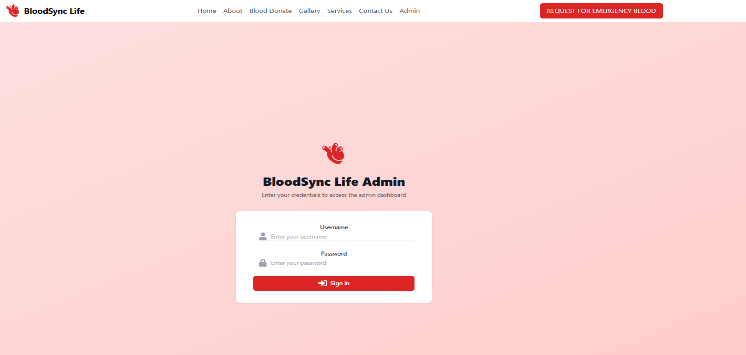 BloodSync Life
Home About Blood Donate Gallery Services Contact Us Admin
REQUEST FOR EMERGENCY BLOOD
BloodSync Life Admin
Enter your credentials to access the admin dashboard
Username
Enter your username
Password
Enter your password
Sign in